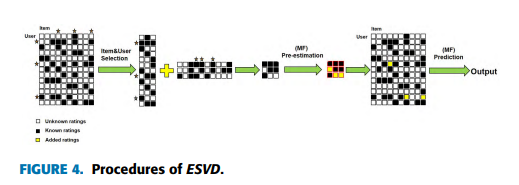 Item
User
Item&User
Selection
(MF)
Pre-estimation
Item
User
(MF)
Prediction
Output
Unknown ratings
Known ratings
Added ratings
FIGURE 4. Procedures of ESVD.